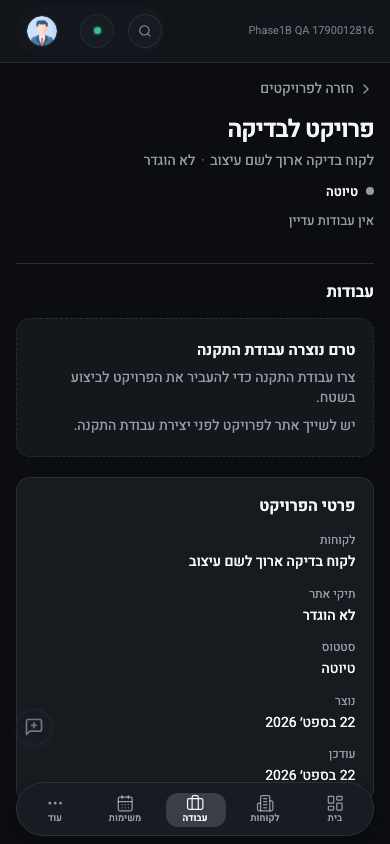 Phase1B QA 1790012816
חזרה לפרויקטים
פרויקט לבדיקה
לקוח בדיקה ארוך לשם עיצוב · לא הוגדר
טיוטה
אין עבודות עדיין
עבודות
טרם נוצרה עבודת התקנה
צרו עבודת התקנה כדי להעביר את הפרויקט לביצוע
בשטח.
יש לשייך אתר לפרויקט לפני יצירת עבודת התקנה.
פרטי הפרויקט
לקוחות
לקוח בדיקה ארוך לשם עיצוב
תיקי אתר
לא הוגדר
סטטוס
טיוטה
נוצר
22 בספט׳ 2026
עודכן
22 בספט׳ 2026
בית
לקוחות
עבודה
משימות
עוד